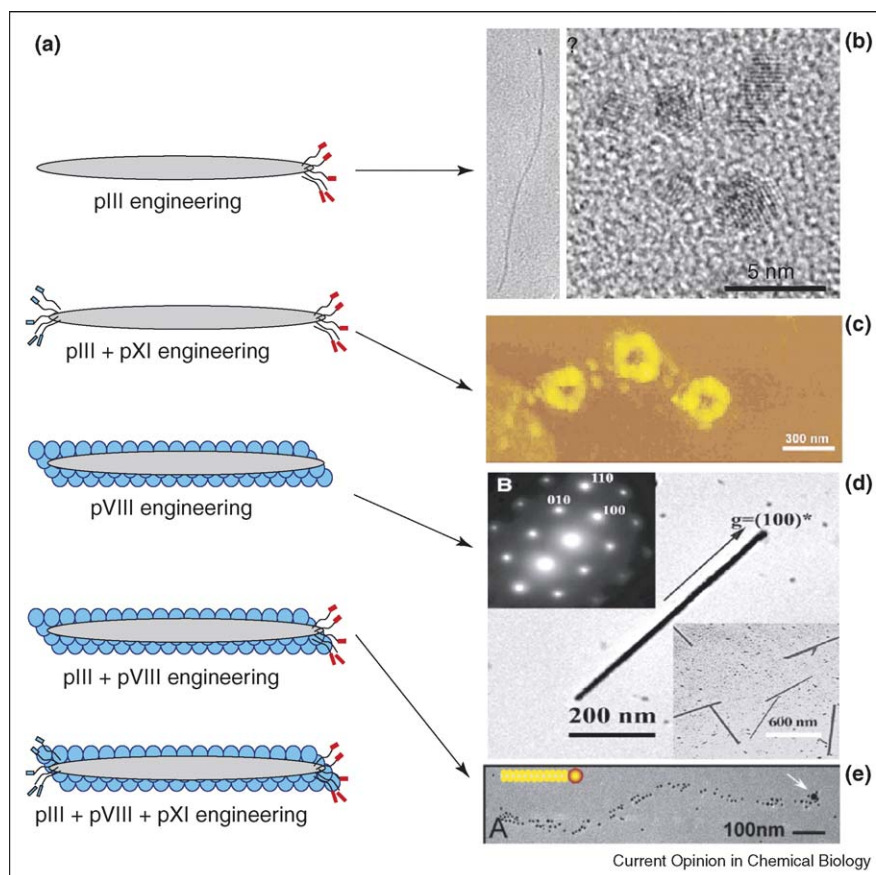 (a)
pIII engineering
pIII + pXI engineering
pVIII engineering
pIII + pVIII engineering
pIII + pVIII + pXI engineering
?
(b)
5 nm
(c)
300 nm
B
110
010
100
(d)
g=(100)*
200 nm
600 nm
(e)
A
100nm
Current Opinion in Chemical Biology